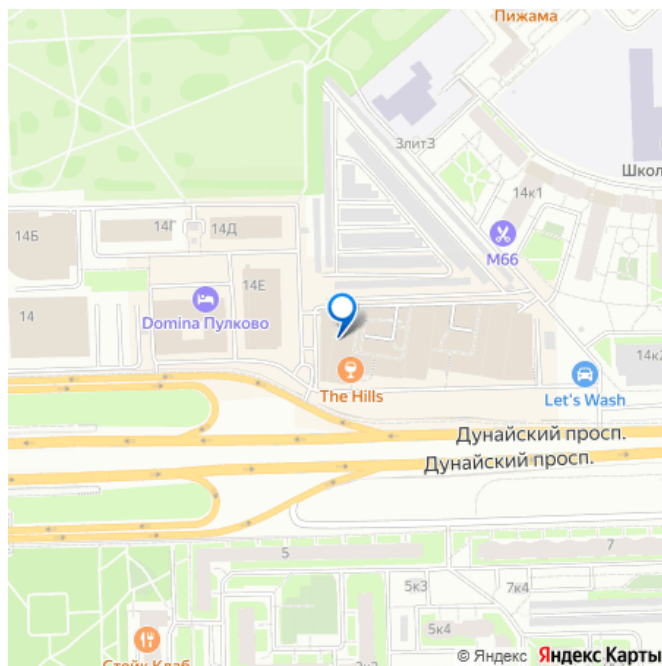 Пижама
3литЗ
Школ
14к1
14Г
14Д
14Б
М66
14Е
Domina Пулково
14
14к2
The Hills
Let's Wash
Дунайский просп.
Дунайский просп.
5
7
5к3
7к4
5к4
Стейк Клаб
© Яндекс Яндекс Карты